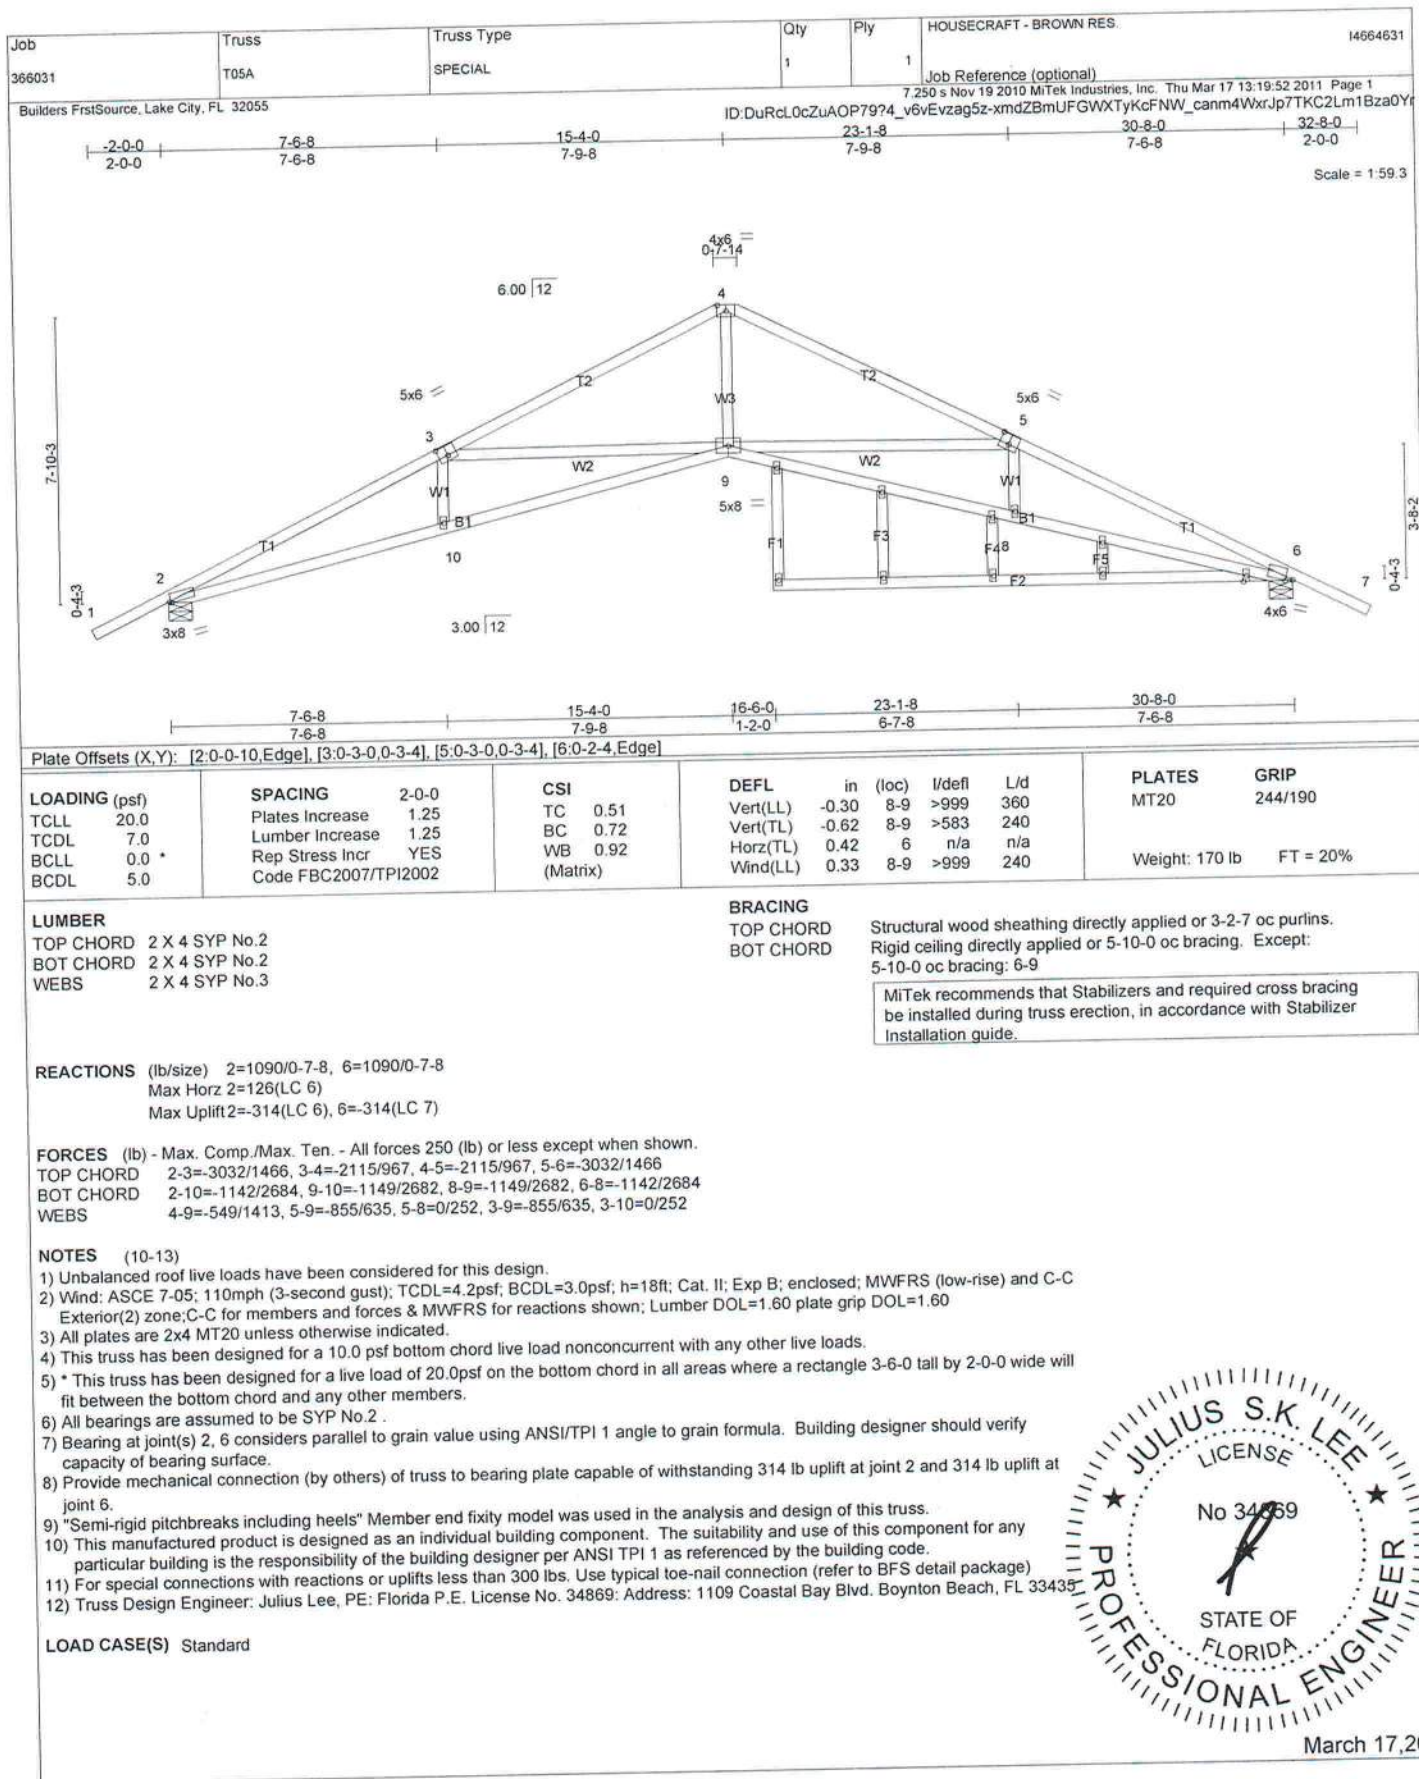 Job
Truss
Truss Type
Qty
Ply
HOUSECRAFT - BROWN RES.
I4664631
366031
T05A
SPECIAL
1
1
Job Reference (optional)
Builders FrstSource, Lake City, FL 32055
7.250 s Nov 19 2010 MiTek Industries, Inc. Thu Mar 17 13:19:52 2011 Page 1
ID:DuRcL0cZuAOP79?4_v6vEvzag5z-xmdZBmUFGWXTyKcFNW_canm4WxrJp7TKC2Lm1Bza0Yr
-2-0-0 7-6-8 15-4-0 23-1-8 30-8-0 32-8-0
2-0-0 7-6-8 7-9-8 7-9-8 7-6-8 2-0-0
Scale = 1:59.3
4x6 =
0-7-14
6.00 12
4
T2
T2
5x6
5x6
W3
3
5
7-10-3
W2
W2
W1
9
W1
5x8 =
3-8-2
B1
B1
T1
10
F1
F3
F4
8
F5
T1
2
F2
6
0-4-3
1
7
0-4-3
3x8 =
3.00 12
4x6 =
7-6-8 15-4-0 16-6-0 23-1-8 30-8-0
7-6-8 7-9-8 1-2-0 6-7-8 7-6-8
Plate Offsets (X,Y): [2:0-0-10,Edge], [3:0-3-0,0-3-4], [5:0-3-0,0-3-4], [6:0-2-4,Edge]
LOADING (psf)
TCLL 20.0
TCDL 7.0
BCLL 0.0 *
BCDL 5.0
SPACING 2-0-0
Plates Increase 1.25
Lumber Increase 1.25
Rep Stress Incr YES
Code FBC2007/TPI2002
CSI
TC 0.51
BC 0.72
WB 0.92
(Matrix)
DEFL in (loc) l/defl L/d
Vert(LL) -0.30 8-9 >999 360
Vert(TL) -0.62 8-9 >583 240
Horz(TL) 0.42 6 n/a n/a
Wind(LL) 0.33 8-9 >999 240
PLATES GRIP
MT20 244/190
Weight: 170 lb FT = 20%
LUMBER
TOP CHORD 2 X 4 SYP No.2
BOT CHORD 2 X 4 SYP No.2
WEBS 2 X 4 SYP No.3
BRACING
TOP CHORD Structural wood sheathing directly applied or 3-2-7 oc purlins.
BOT CHORD Rigid ceiling directly applied or 5-10-0 oc bracing. Except:
5-10-0 oc bracing: 6-9
MiTek recommends that Stabilizers and required cross bracing
be installed during truss erection, in accordance with Stabilizer
Installation guide.
REACTIONS (lb/size) 2=1090/0-7-8, 6=1090/0-7-8
Max Horz 2=126(LC 6)
Max Uplift2=-314(LC 6), 6=-314(LC 7)
FORCES (lb) - Max. Comp./Max. Ten. - All forces 250 (lb) or less except when shown.
TOP CHORD 2-3=-3032/1466, 3-4=-2115/967, 4-5=-2115/967, 5-6=-3032/1466
BOT CHORD 2-10=-1142/2684, 9-10=-1149/2682, 8-9=-1149/2682, 6-8=-1142/2684
WEBS 4-9=-549/1413, 5-9=-855/635, 5-8=0/252, 3-9=-855/635, 3-10=0/252
NOTES (10-13)
1) Unbalanced roof live loads have been considered for this design.
2) Wind: ASCE 7-05; 110mph (3-second gust); TCDL=4.2psf; BCDL=3.0psf; h=18ft; Cat. II; Exp B; enclosed; MWFRS (low-rise) and C-C
Exterior(2) zone;C-C for members and forces & MWFRS for reactions shown; Lumber DOL=1.60 plate grip DOL=1.60
3) All plates are 2x4 MT20 unless otherwise indicated.
4) This truss has been designed for a 10.0 psf bottom chord live load nonconcurrent with any other live loads.
5) * This truss has been designed for a live load of 20.0psf on the bottom chord in all areas where a rectangle 3-6-0 tall by 2-0-0 wide will
fit between the bottom chord and any other members.
6) All bearings are assumed to be SYP No.2 .
7) Bearing at joint(s) 2, 6 considers parallel to grain value using ANSI/TPI 1 angle to grain formula. Building designer should verify
capacity of bearing surface.
8) Provide mechanical connection (by others) of truss to bearing plate capable of withstanding 314 lb uplift at joint 2 and 314 lb uplift at
joint 6.
9) "Semi-rigid pitchbreaks including heels" Member end fixity model was used in the analysis and design of this truss.
10) This manufactured product is designed as an individual building component. The suitability and use of this component for any
particular building is the responsibility of the building designer per ANSI TPI 1 as referenced by the building code.
11) For special connections with reactions or uplifts less than 300 lbs. Use typical toe-nail connection (refer to BFS detail package)
12) Truss Design Engineer: Julius Lee, PE: Florida P.E. License No. 34869: Address: 1109 Coastal Bay Blvd. Boynton Beach, FL 33435
LOAD CASE(S) Standard
JULIUS S.K. LEE
LICENSE
No 34869
STATE OF
FLORIDA
PROFESSIONAL ENGINEER
March 17,20